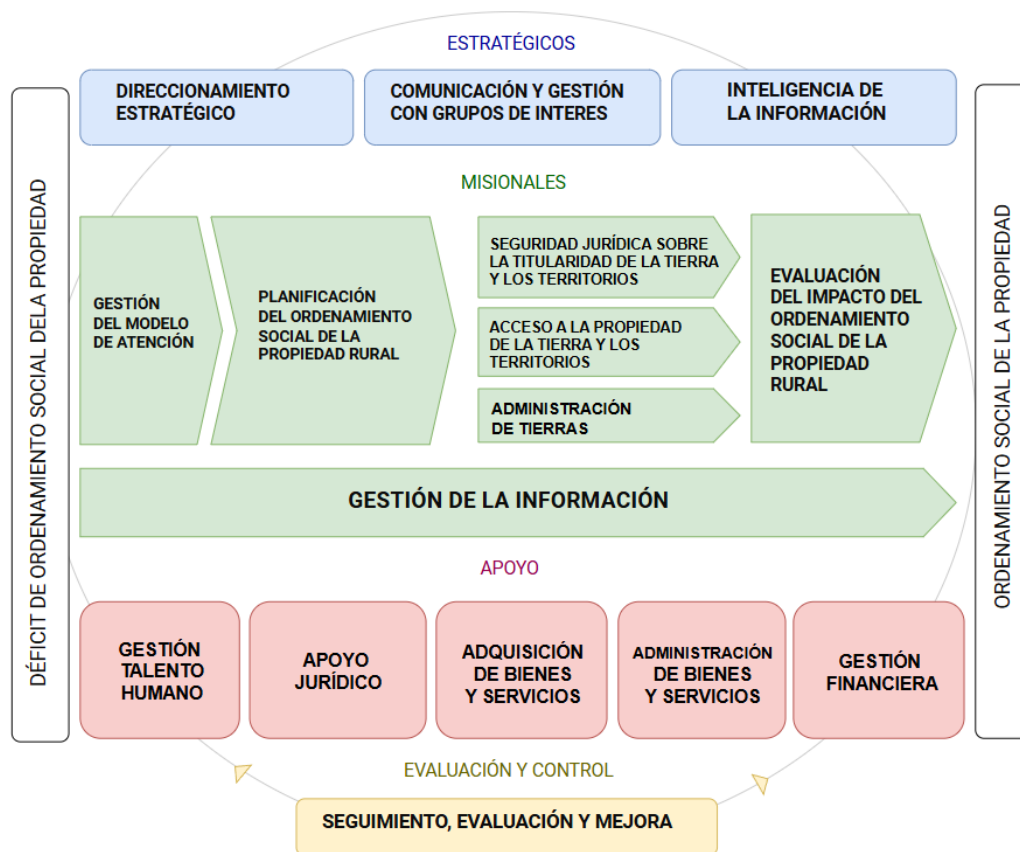 ESTRATÉGICOS
DIRECCIONAMIENTO
ESTRATÉGICO
COMUNICACIÓN Y GESTIÓN
CON GRUPOS DE INTERES
INTELIGENCIA DE
LA INFORMACIÓN
DÉFICIT DE ORDENAMIENTO SOCIAL DELA PROPIEDAD
MISIONALES
GESTIÓN
DEL MODELO
DE ATENCIÓN
PLANIFICACIÓN
DEL ORDENAMIENTO
SOCIAL DE LA
PROPIEDAD RURAL
SEGURIDAD JURÍDICA SOBRE
LA TITULARIDAD DE LA TIERRA
Y LOS TERRITORIOS
ACCESO A LA PROPIEDAD
DE LA TIERRA Y LOS
TERRITORIOS
ADMINISTRACIÓN
DE TIERRAS
EVALUACIÓN
DEL IMPACTO DEL
ORDENAMIENTO
SOCIAL DE LA
PROPIEDAD
RURAL
ORDENAMIENTO SOCIAL DE LA PROPIEDAD
GESTIÓN DE LA INFORMACIÓN
APOYO
GESTIÓN
TALENTO
HUMANO
APOYO
JURÍDICO
ADQUISICIÓN
DE BIENES
Y SERVICIOS
ADMINISTRACIÓN
DE BIENES
Y SERVICIOS
GESTIÓN
FINANCIERA
EVALUACIÓN Y CONTROL
SEGUIMIENTO, EVALUACIÓN Y MEJORA